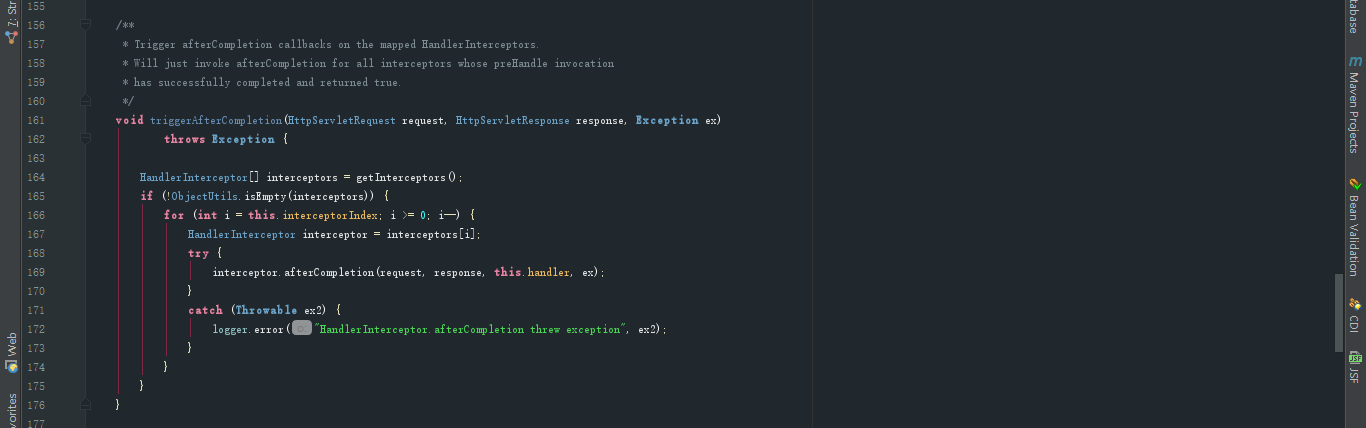 155
156 /**
157 * Trigger afterCompletion callbacks on the mapped HandlerInterceptors.
158 * Will just invoke afterCompletion for all interceptors whose preHandle invocation
159 * has successfully completed and returned true.
160 */
161 void triggerAfterCompletion(HttpServletRequest request, HttpServletResponse response, Exception ex)
162 throws Exception {
163
164 HandlerInterceptor[] interceptors = getInterceptors();
165 if (!ObjectUtils.isEmpty(interceptors)) {
166 for (int i = this.interceptorIndex; i >= 0; i--) {
167 HandlerInterceptor interceptor = interceptors[i];
168 try {
169 interceptor.afterCompletion(request, response, this.handler, ex);
170 }
171 catch (Throwable ex2) {
172 logger.error( o: "HandlerInterceptor.afterCompletion threw exception", ex2);
173 }
174 }
175 }
176 }
177
7: Str
Web
vorites
tabase
Maven Projects
Bean Validation
CDI
JSF